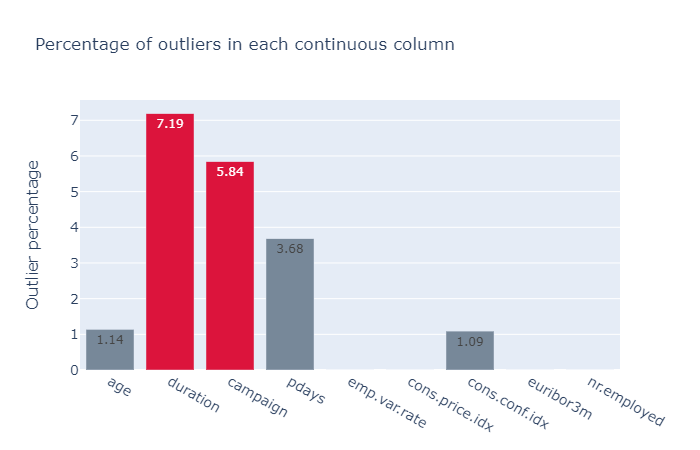 Percentage of outliers in each continuous column
Outlier percentage
7
6
5
4
3
2
1
0
1.14
7.19
5.84
3.68
1.09
age
duration
campaign
pdays
emp.var.rate
cons.price.idx
cons.conf.idx
euribor3m
nr.employed